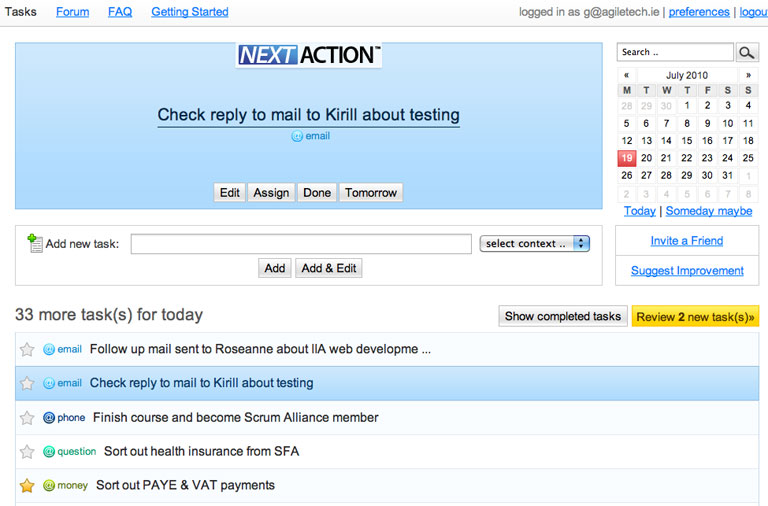 Tasks Forum FAQ Getting Started logged in as g@agiletech.ie | preferences | logou
NEXT ACTION™
Check reply to mail to Kirill about testing
@ email
Edit Assign Done Tomorrow
Search ..
« July 2010 »
M T W T F S S
28 29 30 1 2 3 4
5 6 7 8 9 10 11
12 13 14 15 16 17 18
19 20 21 22 23 24 25
26 27 28 29 30 31 1
2 3 4 5 6 7 8
Today | Someday maybe
Add new task: select context ..
Add Add & Edit
Invite a Friend
Suggest Improvement
33 more task(s) for today Show completed tasks Review 2 new task(s)»
@ email Follow up mail sent to Roseanne about IIA web developme ...
@ email Check reply to mail to Kirill about testing
@ phone Finish course and become Scrum Alliance member
@ question Sort out health insurance from SFA
@ money Sort out PAYE & VAT payments